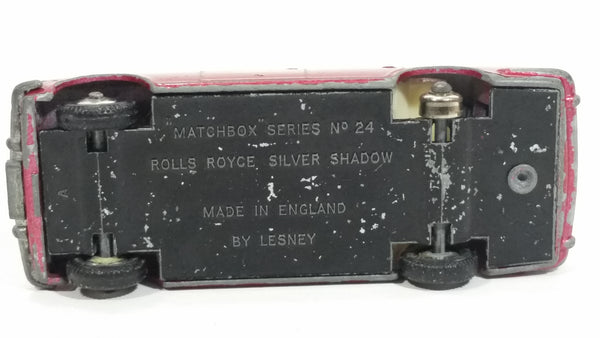 MATCHBOX SERIES Nº 24
ROLLS ROYCE SILVER SHADOW
MADE IN ENGLAND
BY LESNEY
A